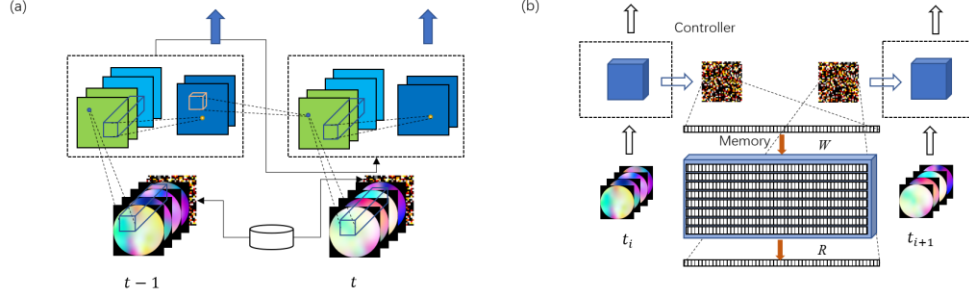 (a)
t − 1
t
(b)
Controller
Memory
W
R
t_i
t_{i+1}